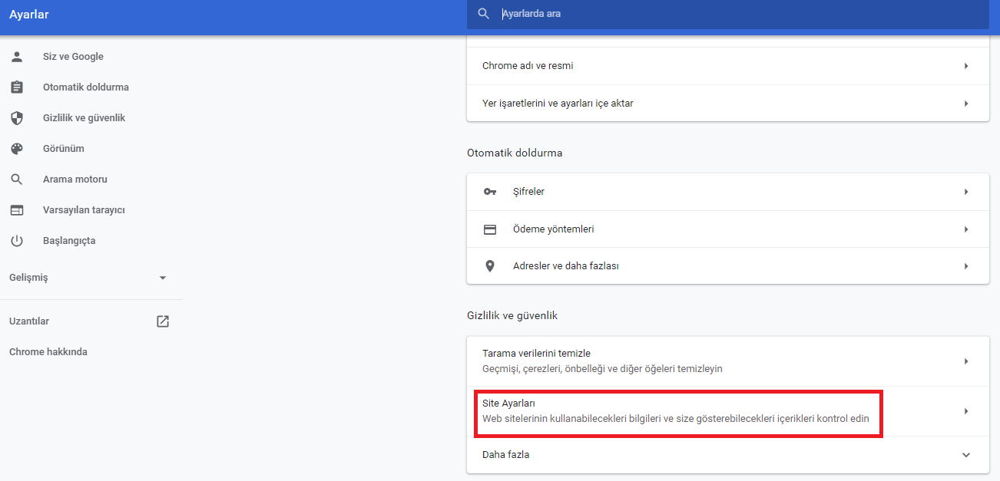 Ayarlar
Ayarlarda ara
Siz ve Google
Otomatik doldurma
Gizlilik ve güvenlik
Görünüm
Arama motoru
Varsayılan tarayıcı
Başlangıçta
Gelişmiş
Uzantılar
Chrome hakkında
Chrome adı ve resmi
Yer işaretlerini ve ayarları içe aktar
Otomatik doldurma
Şifreler
Ödeme yöntemleri
Adresler ve daha fazlası
Gizlilik ve güvenlik
Tarama verilerini temizle
Geçmişi, çerezleri, önbelleği ve diğer öğeleri temizleyin
Site Ayarları
Web sitelerinin kullanabilecekleri bilgileri ve size gösterebilecekleri içerikleri kontrol edin
Daha fazla